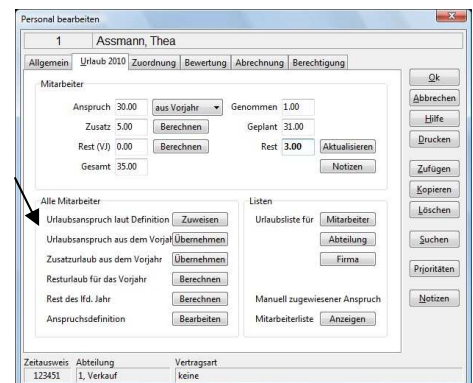 Personal bearbeiten
1 Assmann, Thea
Allgemein Urlaub 2010 Zuordnung Bewertung Abrechnung Berechtigung
Mitarbeiter
Anspruch 30.00 aus Vorjahr Genommen 1.00
Zusatz 5.00 Berechnen Geplant 31.00
Rest (VJ) 0.00 Berechnen Rest 3.00 Aktualisieren
Gesamt 35.00 Notizen
Alle Mitarbeiter Listen
Urlaubsanspruch laut Definition Zuweisen Urlaubsliste für Mitarbeiter
Urlaubsanspruch aus dem Vorjah Übernehmen Abteilung
Zusatzurlaub aus dem Vorjahr Übernehmen Firma
Resturlaub für das Vorjahr Berechnen
Rest des lfd. Jahr Berechnen Manuell zugewiesener Anspruch
Anspruchsdefinition Bearbeiten Mitarbeiterliste Anzeigen
Ok
Abbrechen
Hilfe
Drucken
Zufügen
Kopieren
Löschen
Suchen
Prioritäten
Notizen
Zeitausweis Abteilung Vertragsart
123451 1, Verkauf keine